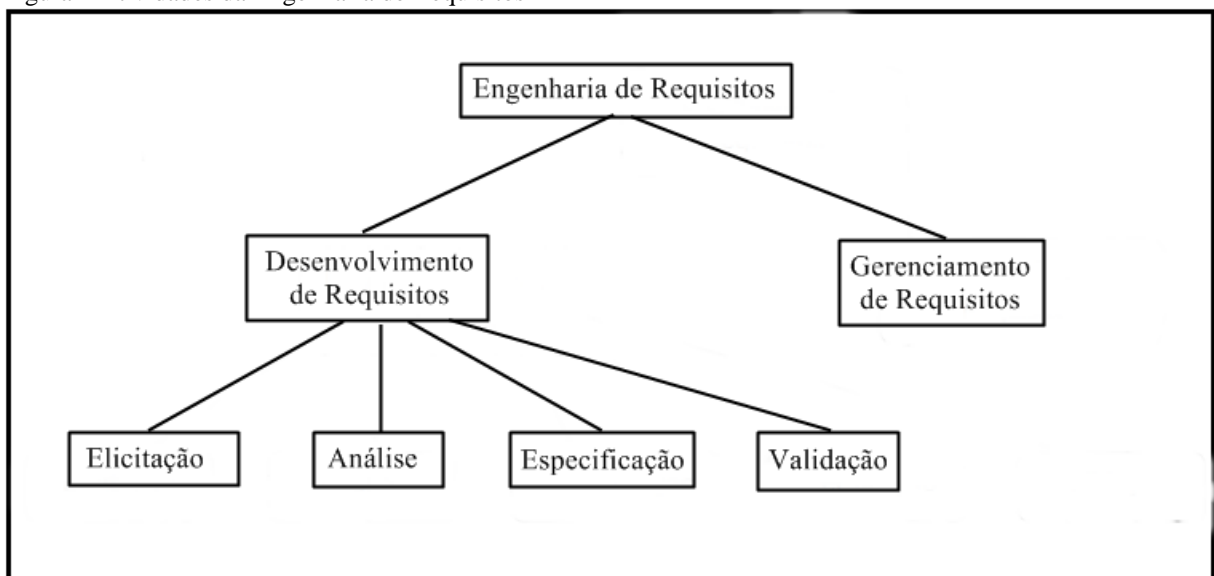 Engenharia de Requisitos
Desenvolvimento
de Requisitos
Gerenciamento
de Requisitos
Elicitação
Análise
Especificação
Validação